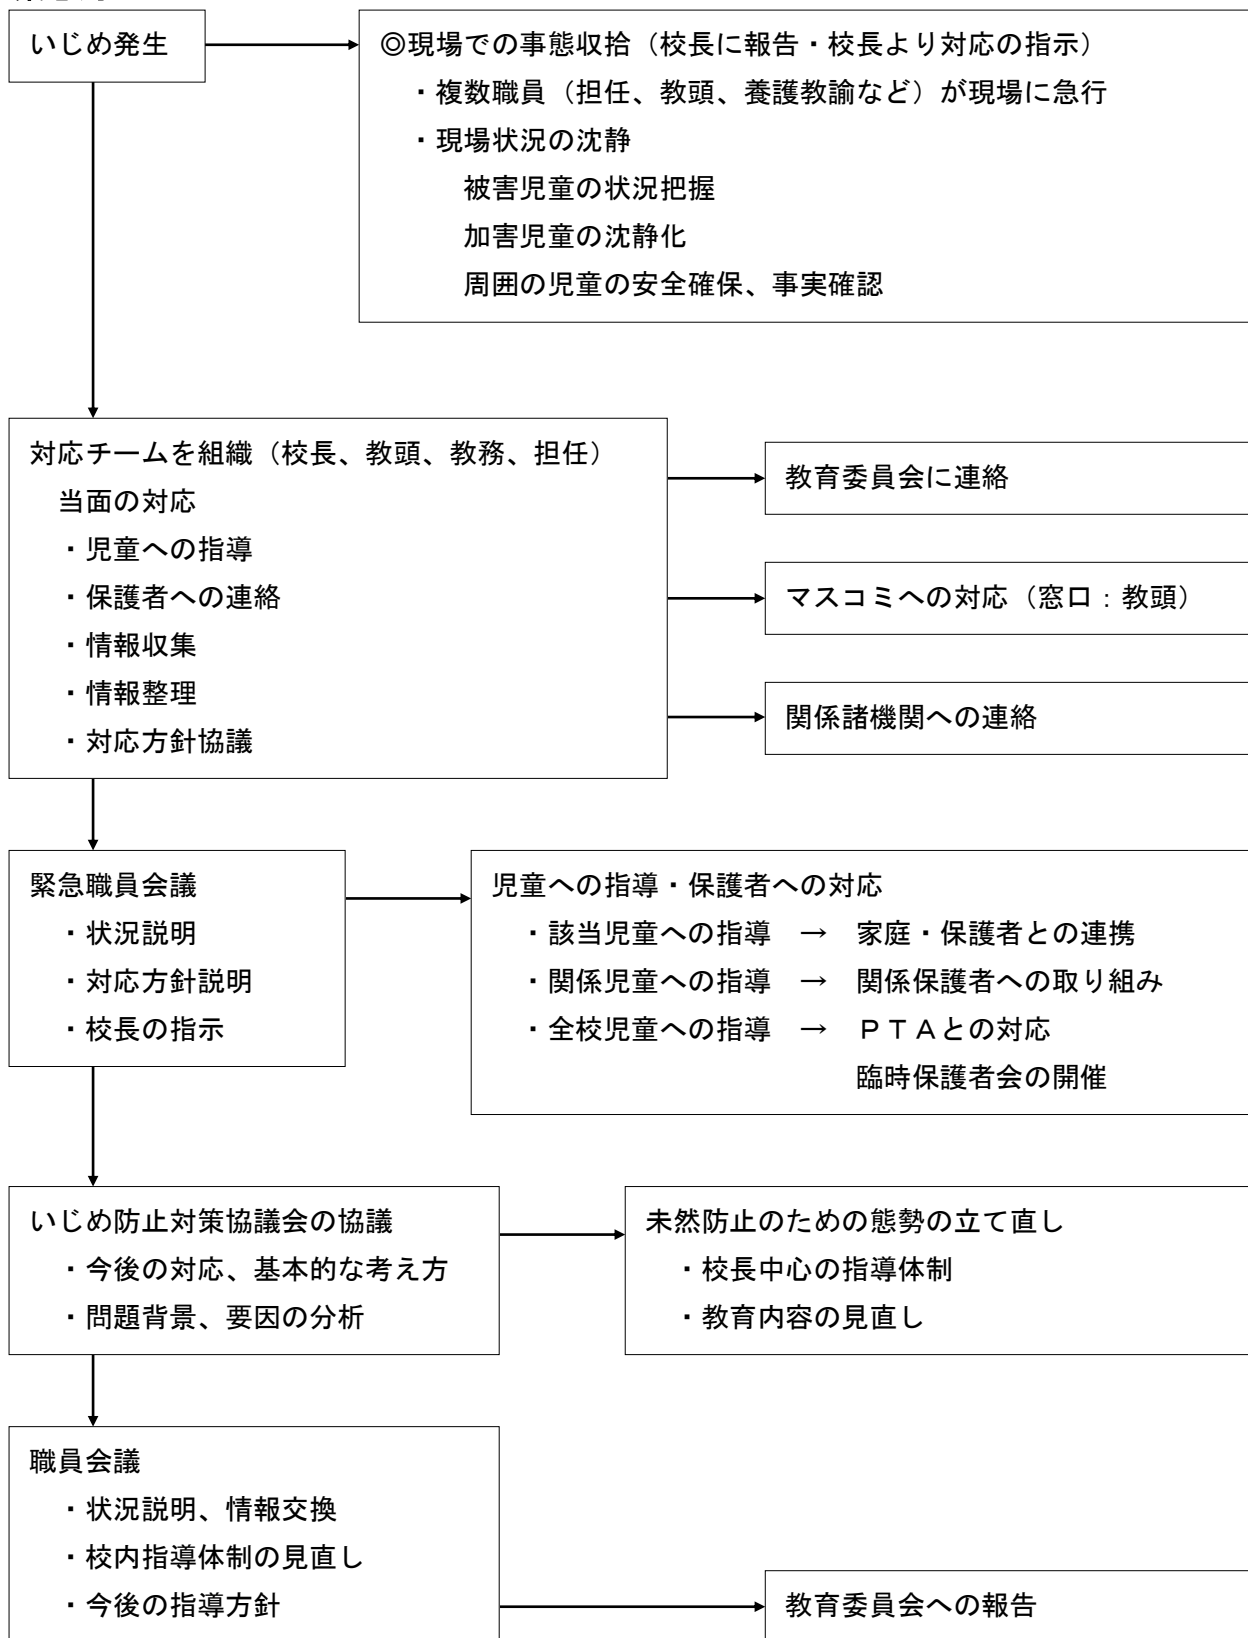 いじめ発生
◎現場での事態収拾（校長に報告・校長より対応の指示）
・複数職員（担任、教頭、養護教諭など）が現場に急行
・現場状況の沈静
被害児童の状況把握
加害児童の沈静化
周囲の児童の安全確保、事実確認
対応チームを組織（校長、教頭、教務、担任）
当面の対応
・児童への指導
・保護者への連絡
・情報収集
・情報整理
・対応方針協議
教育委員会に連絡
マスコミへの対応（窓口：教頭）
関係諸機関への連絡
緊急職員会議
・状況説明
・対応方針説明
・校長の指示
児童への指導・保護者への対応
・該当児童への指導　→　家庭・保護者との連携
・関係児童への指導　→　関係保護者への取り組み
・全校児童への指導　→　ＰＴＡとの対応
臨時保護者会の開催
いじめ防止対策協議会の協議
・今後の対応、基本的な考え方
・問題背景、要因の分析
未然防止のための態勢の立て直し
・校長中心の指導体制
・教育内容の見直し
職員会議
・状況説明、情報交換
・校内指導体制の見直し
・今後の指導方針
教育委員会への報告